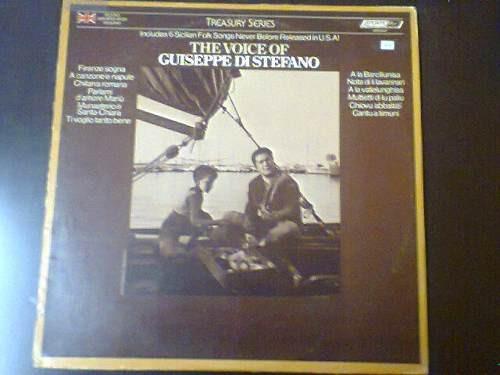 TREASURY SERIES
Includes 6 Sicilian Folk Songs Never Before Released in U.S.A!
THE VOICE OF
GUISEPPE DI STEFANO
Firenze sogna
A canzone e napule
Chitarra romana
Parlami
d'amore Mariù
Munasterio 'e
Santa-Chiara
Ti voglio tanto bene
A la Barcillunisa
Nota di li lavannari
A la vallelunghisa
Muttetti di lu paliu
Chiovu abballati
Cantu a timuni